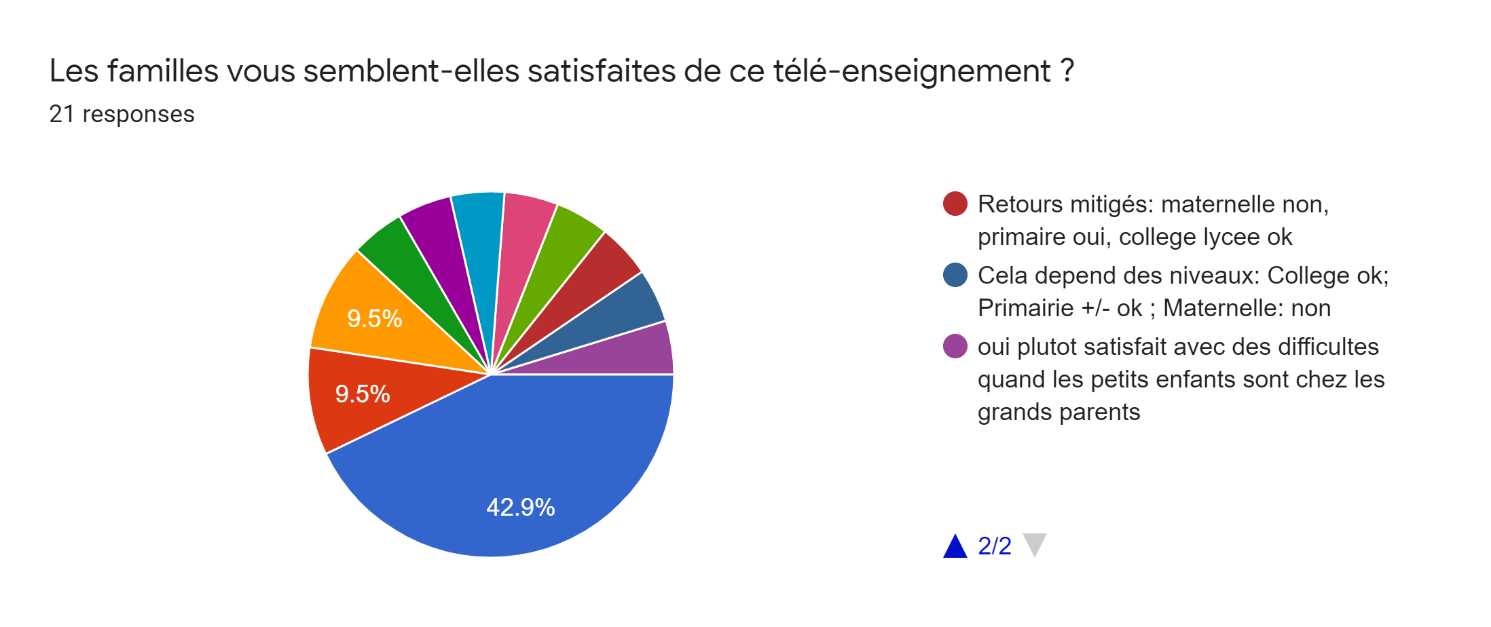 Les familles vous semblent-elles satisfaites de ce télé-enseignement ?
21 responses
9.5%
9.5%
42.9%
Retours mitigés: maternelle non,
primaire oui, college lycee ok
Cela depend des niveaux: College ok;
Primairie +/- ok ; Maternelle: non
oui plutot satisfait avec des difficultes
quand les petits enfants sont chez les
grands parents
2/2